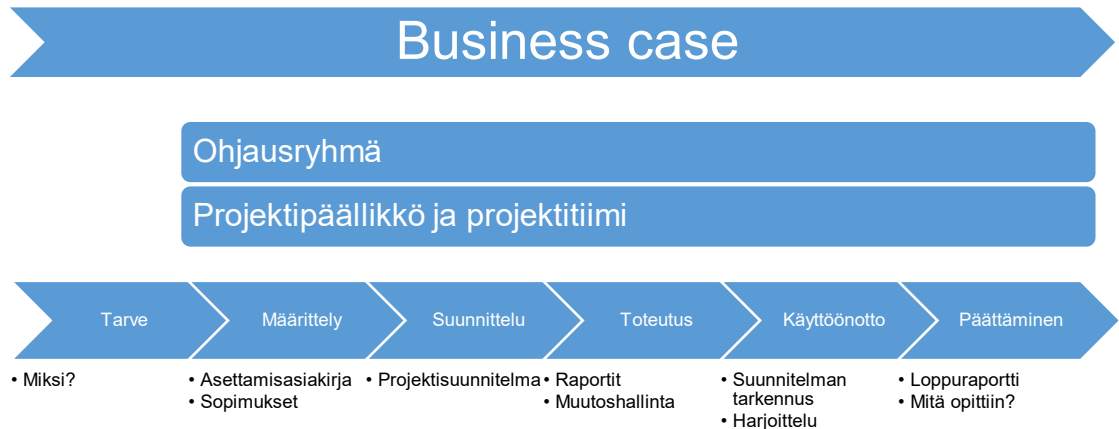 Business case
Ohjausryhmä
Projektipäällikkö ja projektitiimi
Tarve
Määrittely
Suunnittelu
Toteutus
Käyttöönotto
Päättäminen
• Miksi?
• Asettamisasiakirja
• Sopimukset
• Projektisuunnitelma
• Raportit
• Muutoshallinta
• Suunnitelman
tarkennus
• Harjoittelu
• Loppuraportti
• Mitä opittiin?